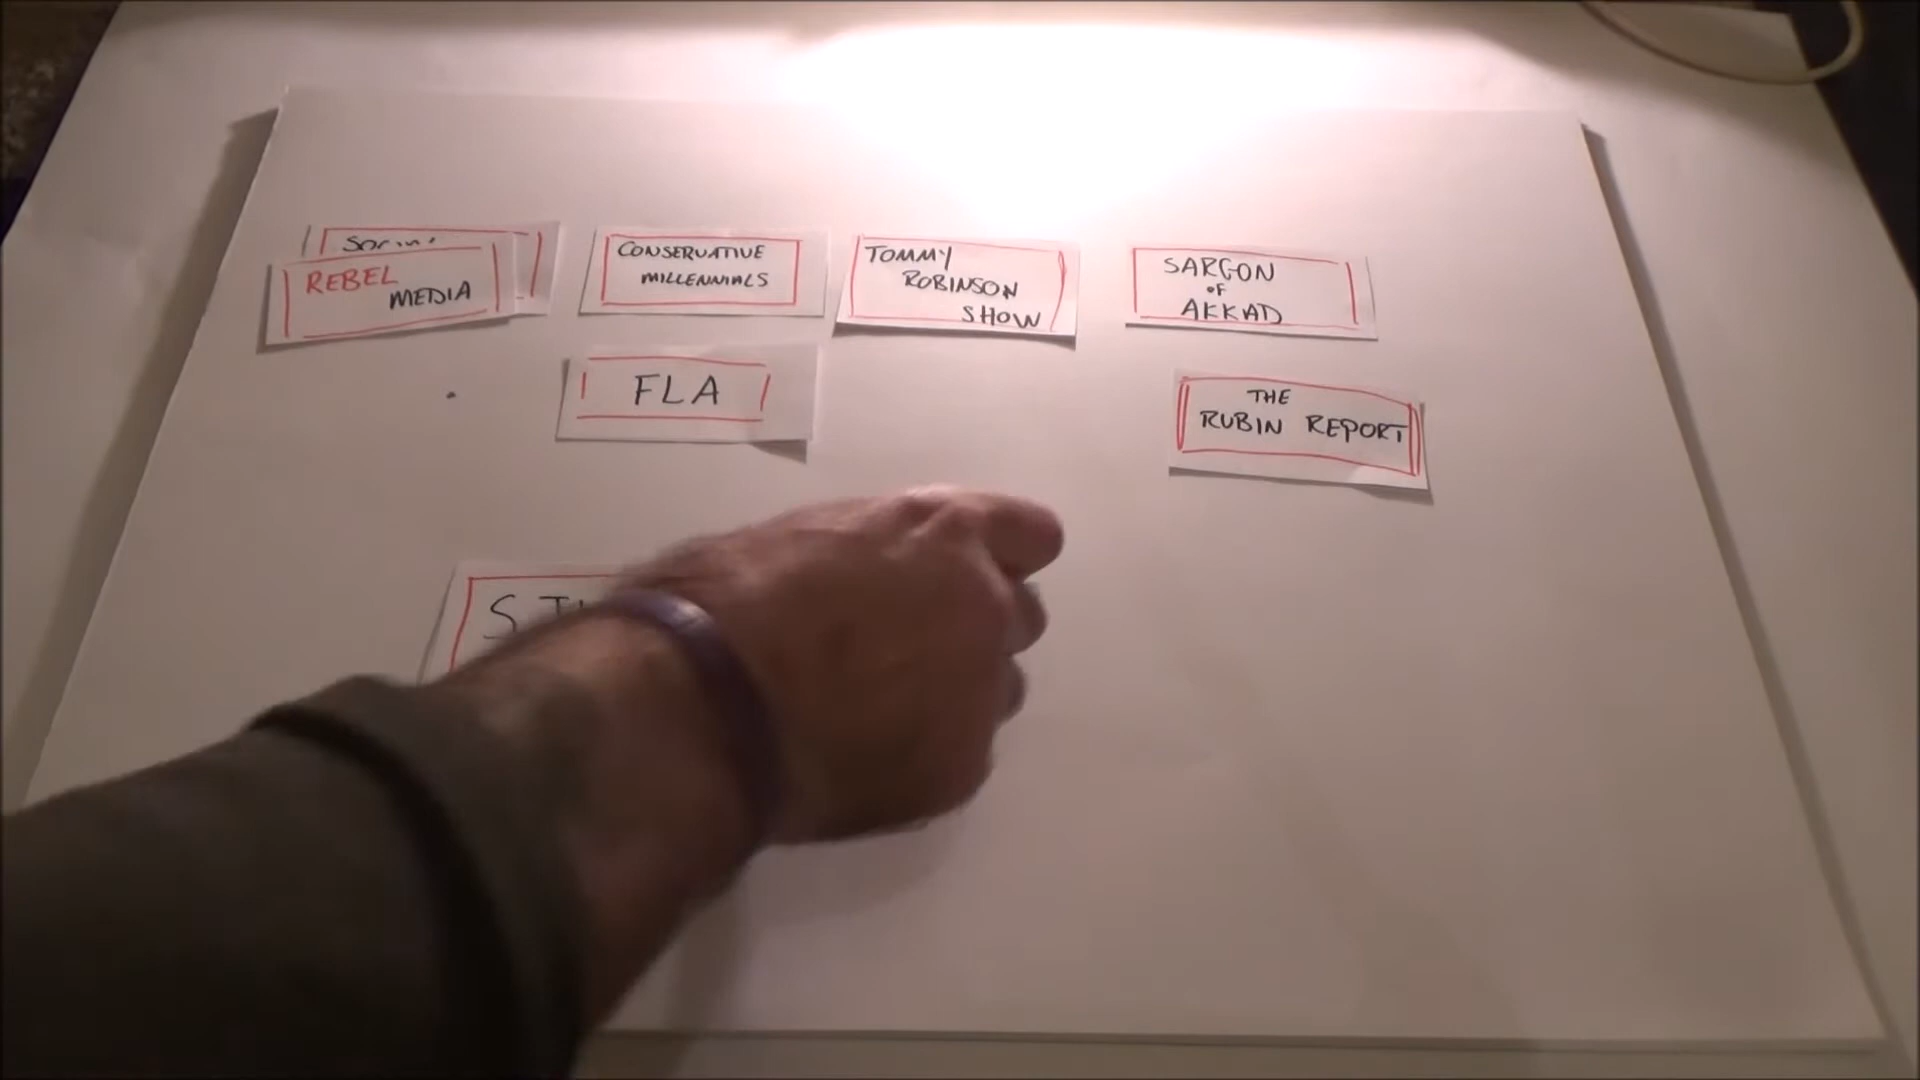 REBEL
MEDIA
CONSERVATIVE
MILLENNIALS
TOMMY
ROBINSON
SHOW
SARGON
OF
AKKAD
FLA
THE
RUBIN REPORT